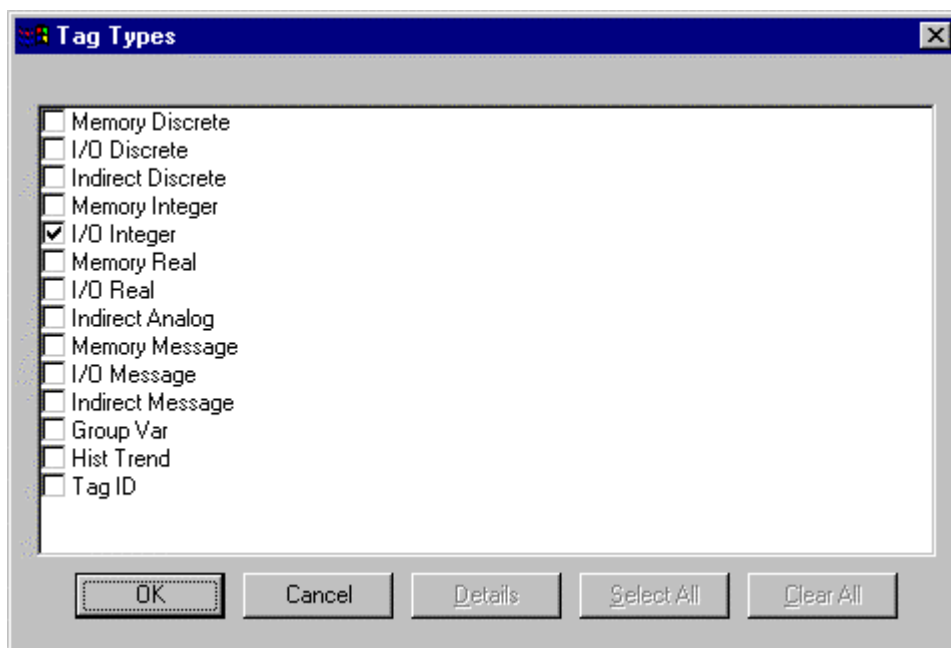 Tag Types
Memory Discrete
I/O Discrete
Indirect Discrete
Memory Integer
I/O Integer
Memory Real
I/O Real
Indirect Analog
Memory Message
I/O Message
Indirect Message
Group Var
Hist Trend
Tag ID
OK Cancel Details Select All Clear All